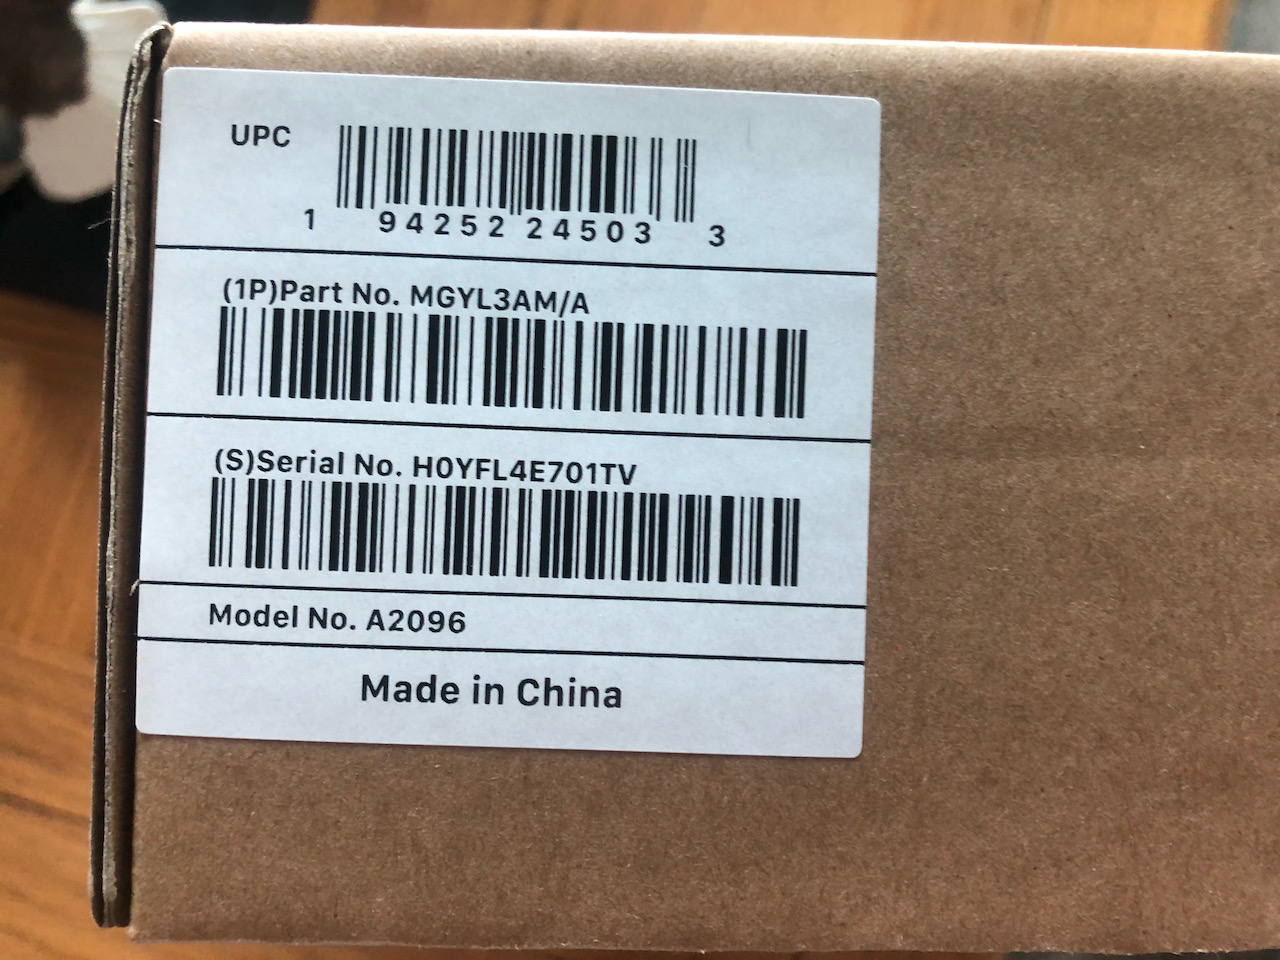 UPC
1 94252 24503 3
(1P)Part No. MGYL3AM/A
(S)Serial No. H0YFL4E701TV
Model No. A2096
Made in China